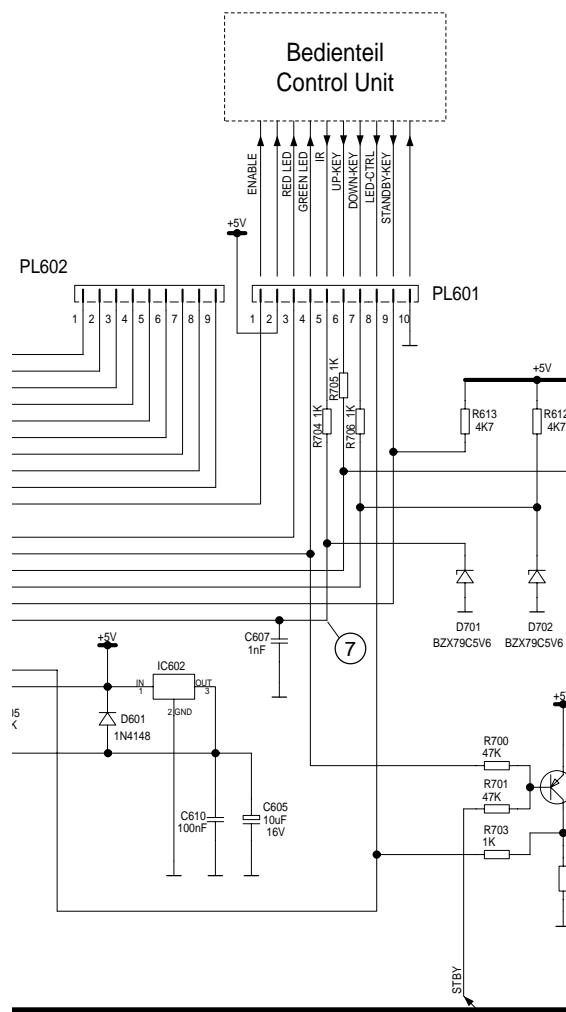 Bedienteil
Control Unit
ENABLE
RED LED
GREEN LED
IR
UP-KEY
DOWN-KEY
LED-CTRL
STANDBY-KEY
+5V
PL602
PL601
1 2 3 4 5 6 7 8 9
1 2 3 4 5 6 7 8 9 10
R704 1K
R705 1K
R706 1K
+5V
R613
4K7
R612
4K7
D701
BZX79C5V6
D702
BZX79C5V6
C607
1nF
7
+5V
IC602
IN
1
OUT
3
2 GND
D601
1N4148
C610
100nF
C605
10uF
16V
R700
47K
R701
47K
R703
1K
+5
STBY